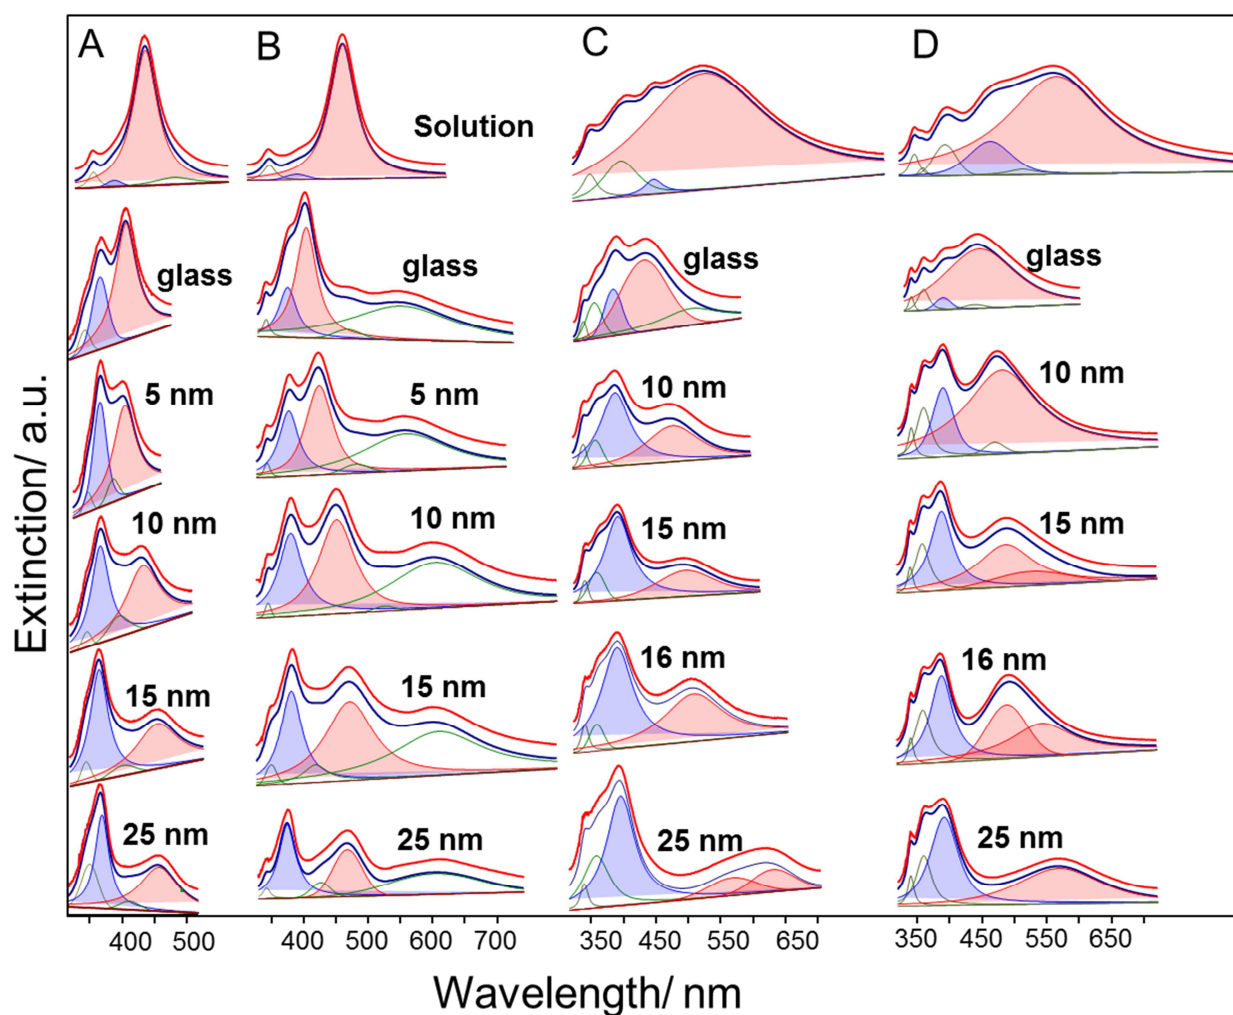 A
B
C
D
Solution
glass
glass
glass
glass
5 nm
5 nm
10 nm
10 nm
10 nm
10 nm
15 nm
15 nm
15 nm
15 nm
16 nm
16 nm
25 nm
25 nm
25 nm
25 nm
Extinction/ a.u.
400 500
400 500 600 700
350 450 550 650
350 450 550 650
Wavelength/ nm